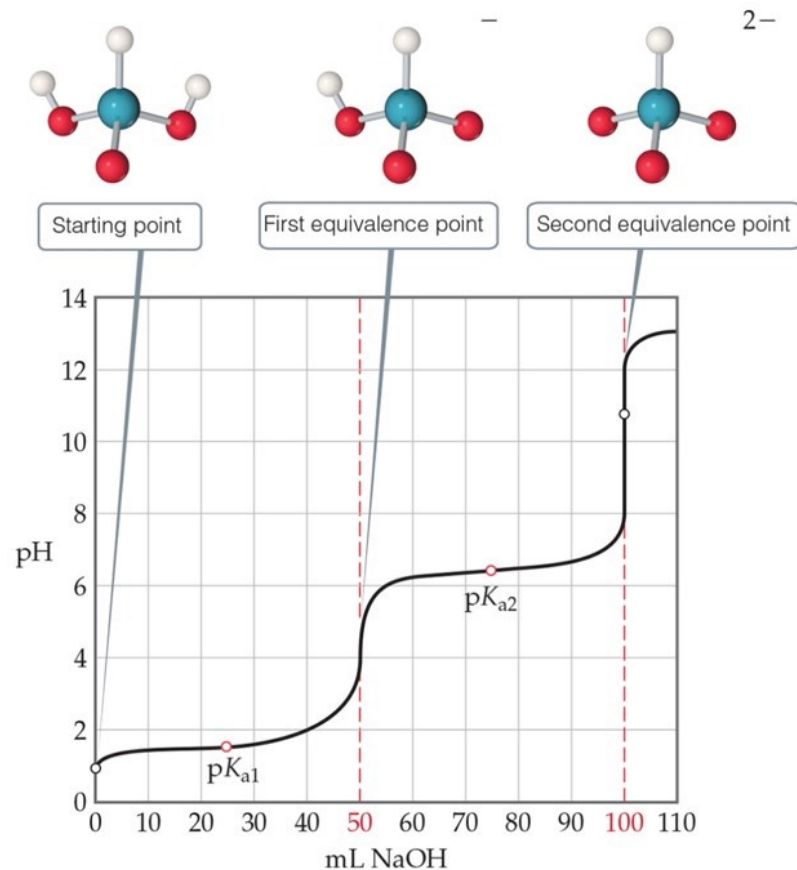 − 2−
Starting point First equivalence point Second equivalence point
14
12
10
8
pH
6
pKa2
4
2
pKa1
0
0 10 20 30 40 50 60 70 80 90 100 110
mL NaOH